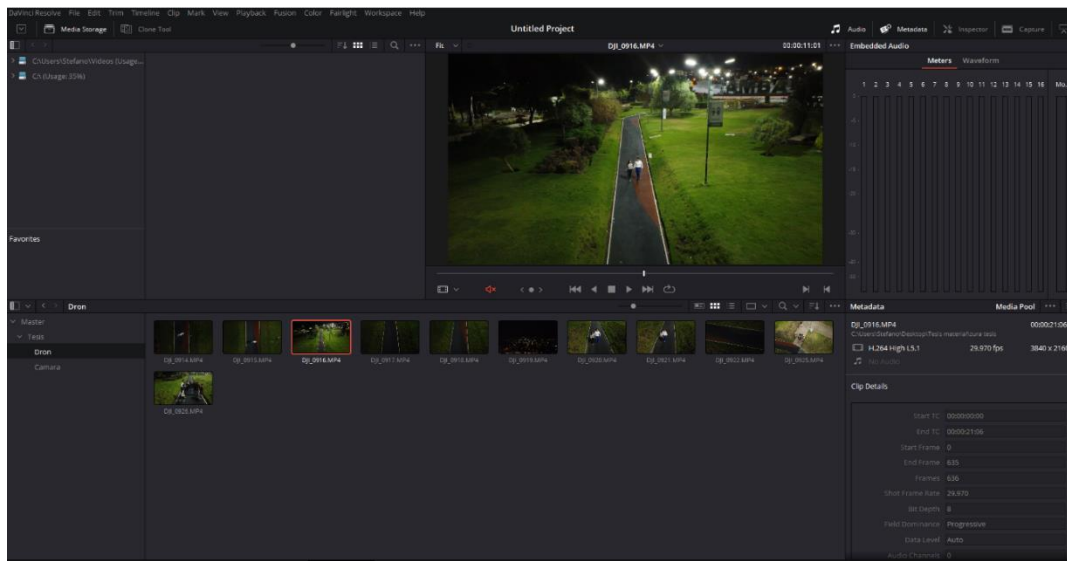 DaVinci Resolve File Edit Trim Timeline Clip Mark View Playback Fusion Color Fairlight Workspace Help
Media Storage Clone Tool Untitled Project Audio Metadata Inspector Capture
Fit DJI_0916.MP4 00:00:11:01 Embedded Audio
C:\Users\Stefano\Videos (Usage...
C:\ (Usage: 35%)
Meters Waveform
1 2 3 4 5 6 7 8 9 10 11 12 13 14 15 16 Mo.
Favorites
Dron
Metadata Media Pool
Master
Tesis
Dron
Camara
DJI_0914.MP4 DJI_0915.MP4 DJI_0916.MP4 DJI_0917.MP4 DJI_0918.MP4 DJI_0919.MP4 DJI_0920.MP4 DJI_0921.MP4 DJI_0922.MP4 DJI_0925.MP4
DJI_0916.MP4 00:00:21:06
H.264 High L5.1 29.970 fps 3840 x 216
No Audio
Clip Details
Start TC 00:00:00:00
End TC 00:00:21:06
Start Frame 0
End Frame 635
Frames 636
Shot Frame Rate 29.970
Bit Depth 8
Field Dominance Progressive
Data Level Auto
Audio Channels 0